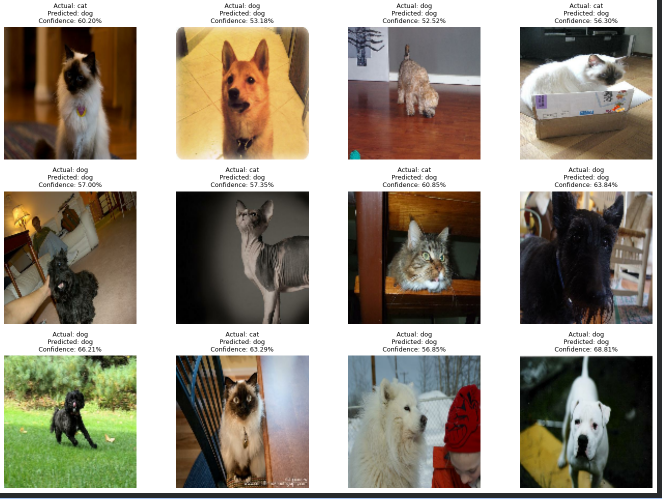 Actual: cat
Predicted: dog
Confidence: 60.20%
Actual: dog
Predicted: dog
Confidence: 53.18%
Actual: dog
Predicted: dog
Confidence: 52.52%
Actual: cat
Predicted: dog
Confidence: 56.30%
Actual: dog
Predicted: dog
Confidence: 57.00%
Actual: cat
Predicted: dog
Confidence: 57.35%
Actual: cat
Predicted: dog
Confidence: 60.85%
Actual: dog
Predicted: dog
Confidence: 63.84%
Actual: dog
Predicted: dog
Confidence: 66.21%
Actual: cat
Predicted: dog
Confidence: 63.29%
Actual: dog
Predicted: dog
Confidence: 56.85%
Actual: dog
Predicted: dog
Confidence: 68.81%